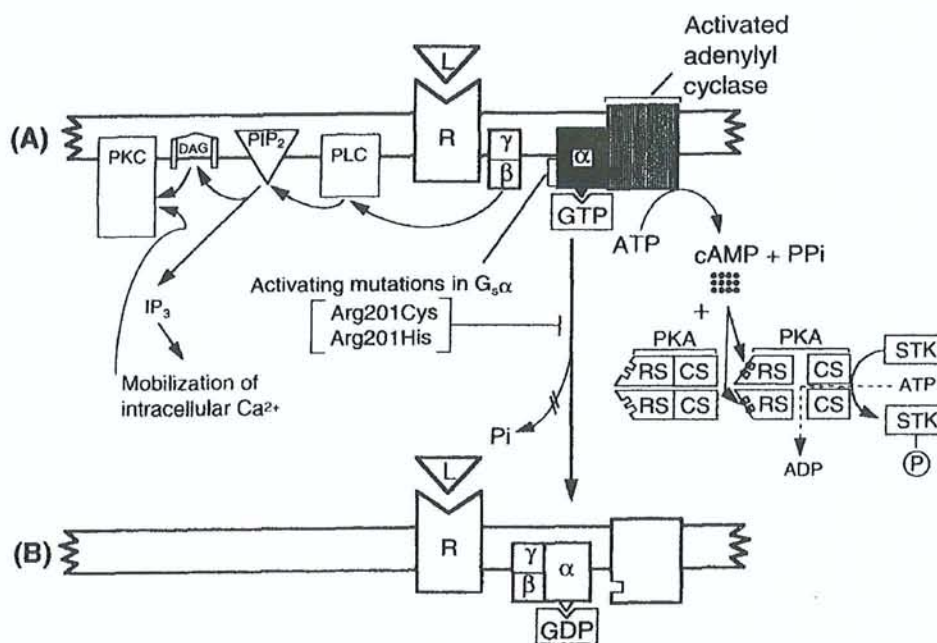 Activated
adenylyl
cyclase
L
(A)
R
PKC
DAG
PIP₂
PLC
γ
β
α
GTP
ATP
cAMP + PPi
+
Activating mutations in Gₛα
Arg201Cys
Arg201His
IP₃
Mobilization of
intracellular Ca²⁺
PKA
PKA
RS CS
RS CS
RS CS
RS CS
STK
ATP
STK
P
ADP
Pi
L
(B)
R
γ
β
α
GDP